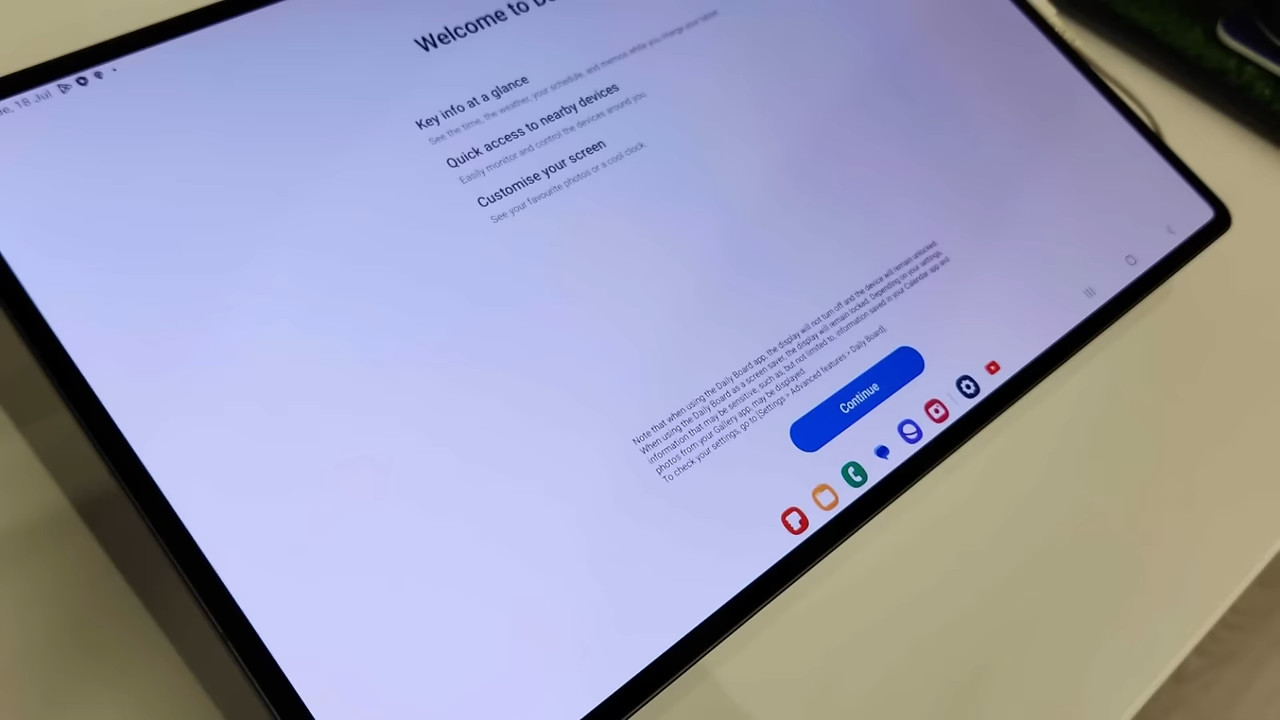 18 Jul
Welcome to
Key info at a glance
See the time, the weather, your schedule, and memos while you charge your tablet.
Quick access to nearby devices
Easily monitor and control the devices around you.
Customise your screen
See your favourite photos or a cool clock.
Note that when using the Daily Board app, the display will not turn off and the device will remain unlocked.
When using the Daily Board as a screen saver, the display will remain locked. Depending on your settings,
information that may be sensitive, such as, but not limited to, information saved in your Calendar app and
photos from your Gallery app, may be displayed.
To check your settings, go to [Settings > Advanced features > Daily Board].
Continue